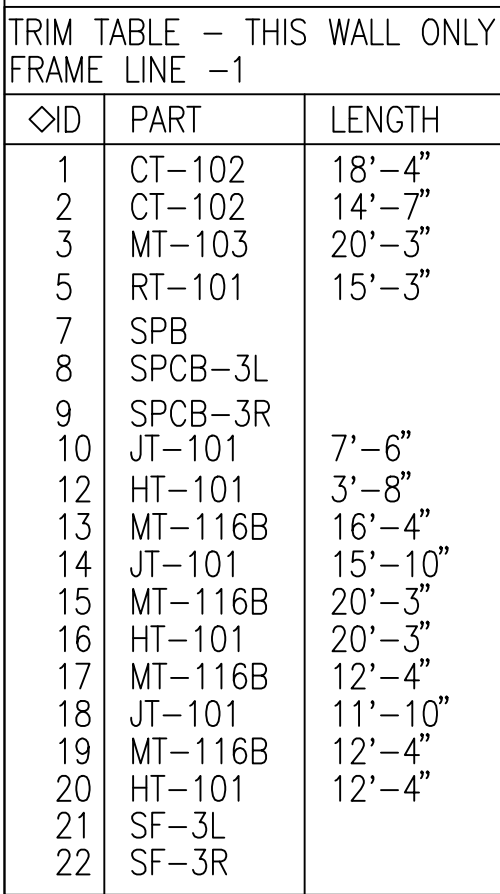 TRIM TABLE – THIS WALL ONLY
FRAME LINE –1
◇ID PART LENGTH
1 CT–102 18'–4"
2 CT–102 14'–7"
3 MT–103 20'–3"
5 RT–101 15'–3"
7 SPB
8 SPCB–3L
9 SPCB–3R
10 JT–101 7'–6"
12 HT–101 3'–8"
13 MT–116B 16'–4"
14 JT–101 15'–10"
15 MT–116B 20'–3"
16 HT–101 20'–3"
17 MT–116B 12'–4"
18 JT–101 11'–10"
19 MT–116B 12'–4"
20 HT–101 12'–4"
21 SF–3L
22 SF–3R